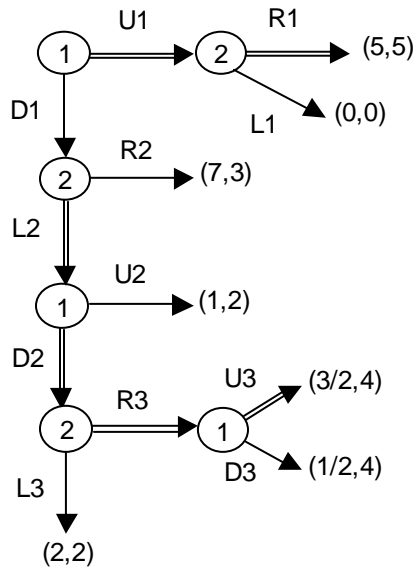 U1
R1
1
2
(5,5)
D1
L1
(0,0)
R2
2
(7,3)
L2
U2
1
(1,2)
D2
U3
(3/2,4)
R3
2
1
D3
(1/2,4)
L3
(2,2)